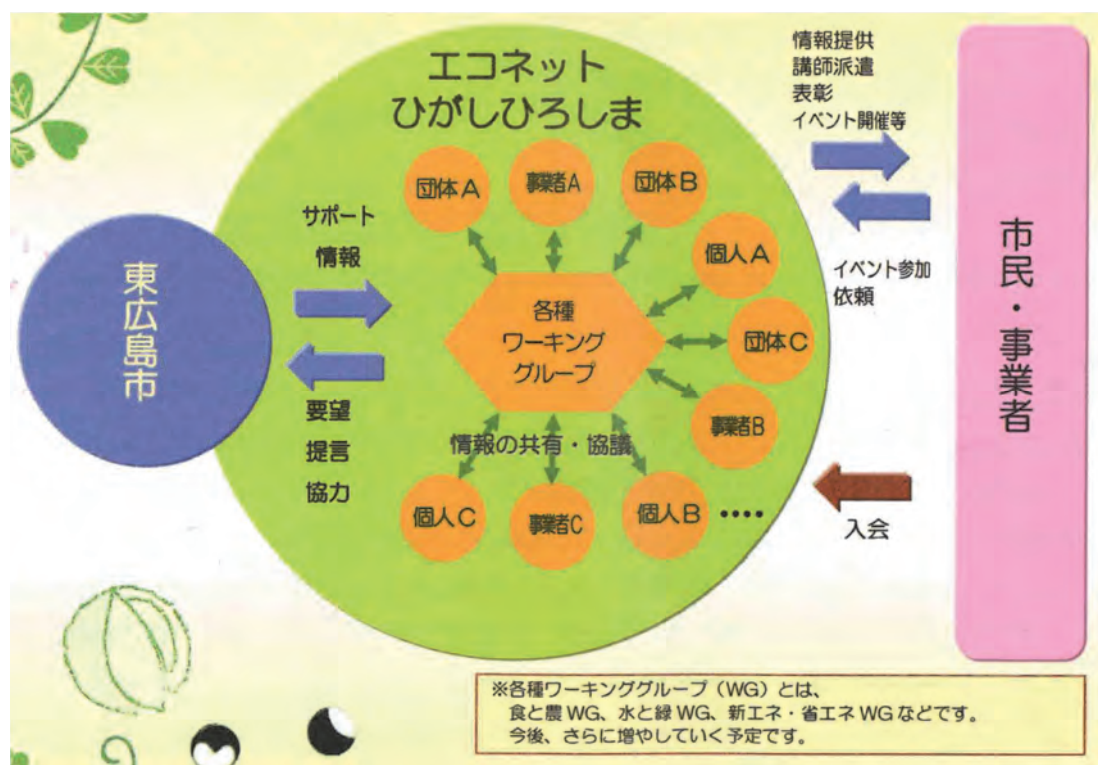 エコネット
ひがしひろしま
情報提供
講師派遣
表彰
イベント開催等
団体A
事業者A
団体B
サポート
情報
個人A
イベント参加
依頼
東広島市
各種
ワーキング
グループ
団体C
市民・事業者
要望
提言
協力
事業者B
情報の共有・協議
個人C
事業者C
個人B
・・・・
入会
※各種ワーキンググループ(WG)とは、
食と農WG、水と緑WG、新エネ・省エネWGなどです。
今後、さらに増やしていく予定です。